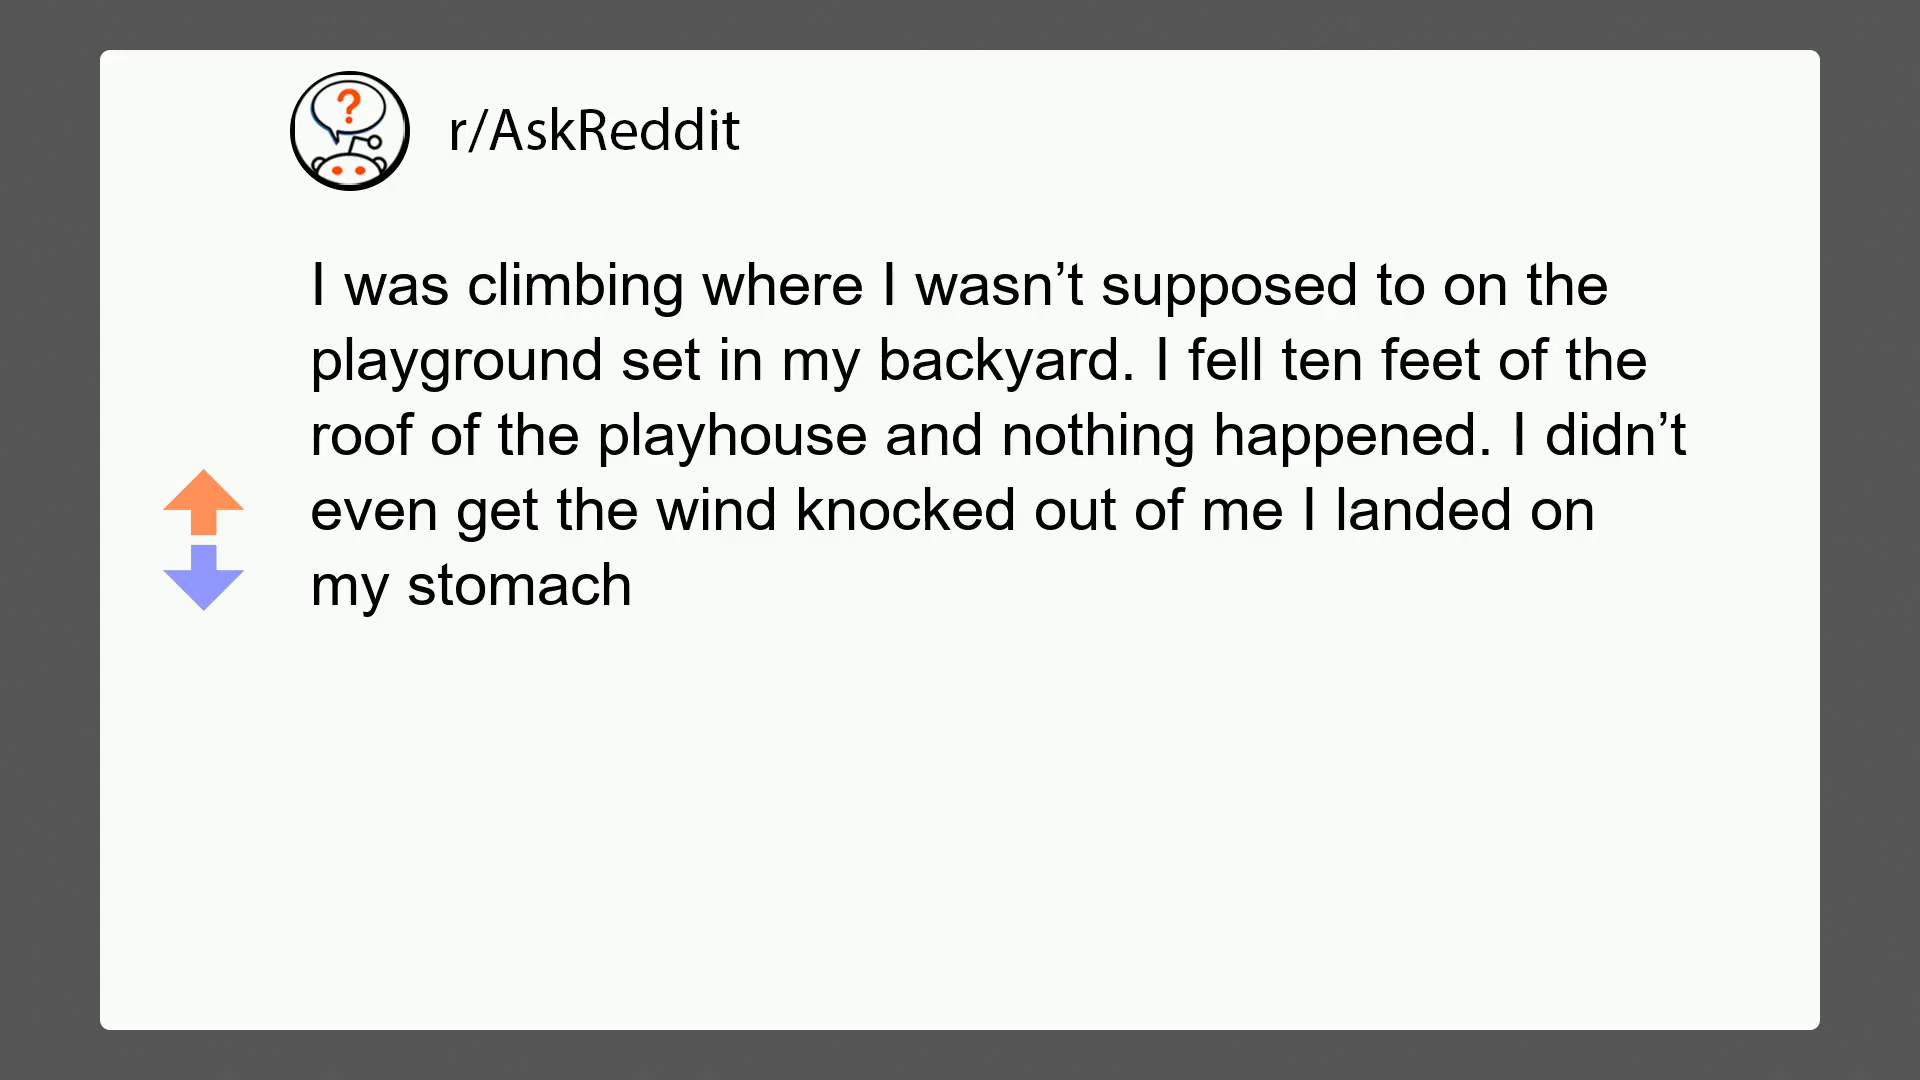 ?
r/AskReddit
I was climbing where I wasn’t supposed to on the
playground set in my backyard. I fell ten feet of the
roof of the playhouse and nothing happened. I didn’t
even get the wind knocked out of me I landed on
my stomach